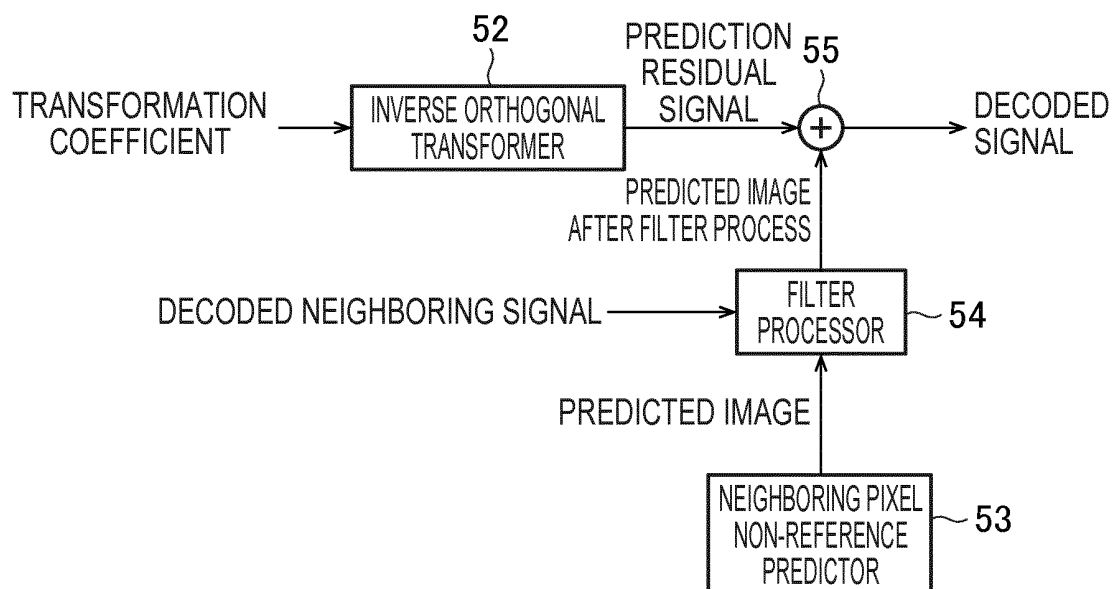 52
PREDICTION
RESIDUAL
SIGNAL
55
TRANSFORMATION
COEFFICIENT
INVERSE ORTHOGONAL
TRANSFORMER
+
DECODED
SIGNAL
PREDICTED IMAGE
AFTER FILTER PROCESS
DECODED NEIGHBORING SIGNAL
FILTER
PROCESSOR
54
PREDICTED IMAGE
NEIGHBORING PIXEL
NON-REFERENCE
PREDICTOR
53